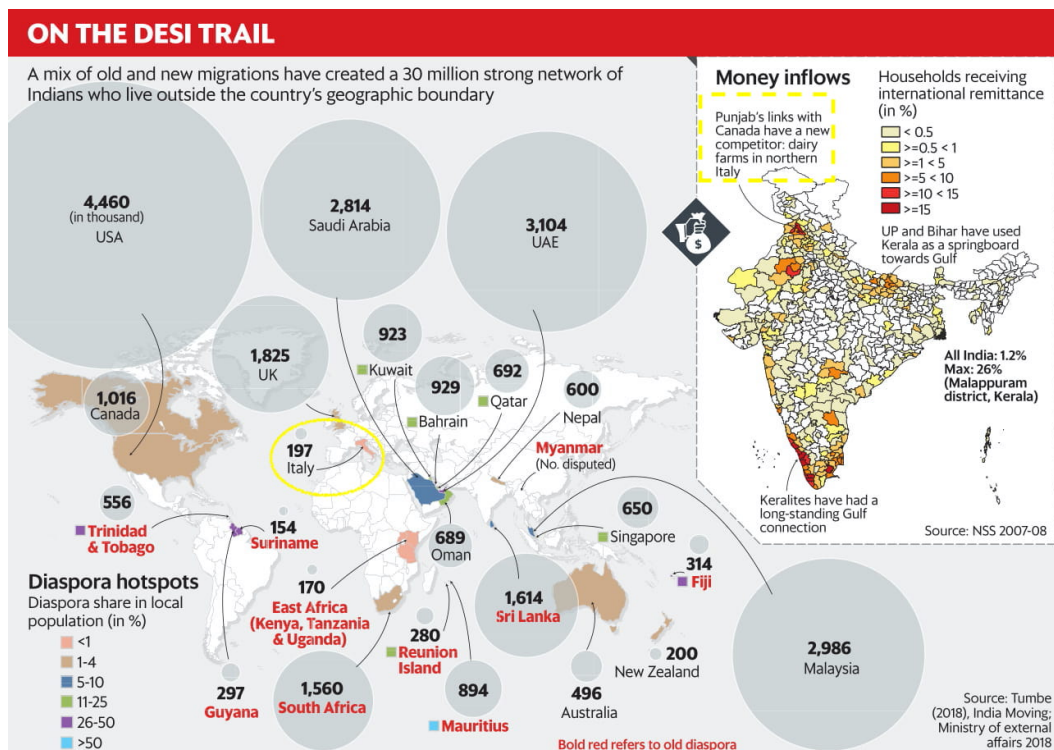 ON THE DESI TRAIL
A mix of old and new migrations have created a 30 million strong network of
Indians who live outside the country's geographic boundary
4,460
(in thousand)
USA
2,814
Saudi Arabia
3,104
UAE
1,825
UK
923
Kuwait
929
Bahrain
692
Qatar
600
Nepal
1,016
Canada
197
Italy
Myanmar
(No. disputed)
556
Trinidad
& Tobago
154
Suriname
689
Oman
650
Singapore
314
Fiji
170
East Africa
(Kenya, Tanzania
& Uganda)
1,614
Sri Lanka
280
Reunion
Island
200
New Zealand
2,986
Malaysia
297
Guyana
1,560
South Africa
894
Mauritius
496
Australia
Diaspora hotspots
Diaspora share in local
population (in %)
<1
1-4
5-10
11-25
26-50
>50
Bold red refers to old diaspora
Source: Tumbe
(2018), India Moving;
Ministry of external
affairs 2018
Money inflows
Punjab's links with
Canada have a new
competitor: dairy
farms in northern
Italy
Households receiving
international remittance
(in %)
< 0.5
>=0.5 < 1
>=1 < 5
>=5 < 10
>=10 < 15
>=15
UP and Bihar have used
Kerala as a springboard
towards Gulf
$
All India: 1.2%
Max: 26%
(Malappuram
district, Kerala)
Keralites have had a
long-standing Gulf
connection
Source: NSS 2007-08